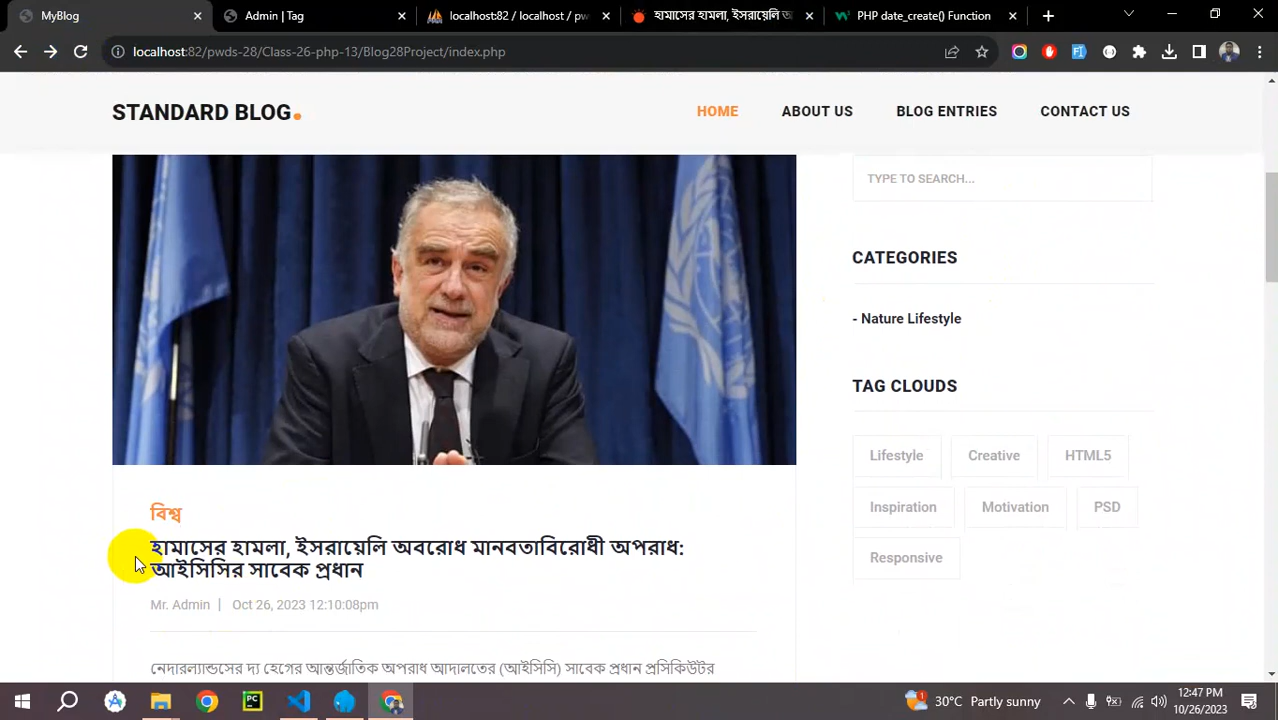 MyBlog
Admin | Tag
localhost:82 / localhost / pw
হামাসের হামলা, ইসরায়েলি অ
PHP date_create() Function
localhost:82/pwds-28/Class-26-php-13/Blog28Project/index.php
STANDARD BLOG.
HOME
ABOUT US
BLOG ENTRIES
CONTACT US
TYPE TO SEARCH...
CATEGORIES
- Nature Lifestyle
TAG CLOUDS
Lifestyle
Creative
HTML5
Inspiration
Motivation
PSD
Responsive
বিশ্ব
হামাসের হামলা, ইসরায়েলি অবরোধ মানবতাবিরোধী অপরাধ:
আইসিসির সাবেক প্রধান
Mr. Admin | Oct 26, 2023 12:10:08pm
নেদারল্যান্ডসের দ্য হেগের আন্তর্জাতিক অপরাধ আদালতের (আইসিসি) সাবেক প্রধান প্রসিকিউটর
30°C Partly sunny
12:47 PM
10/26/2023